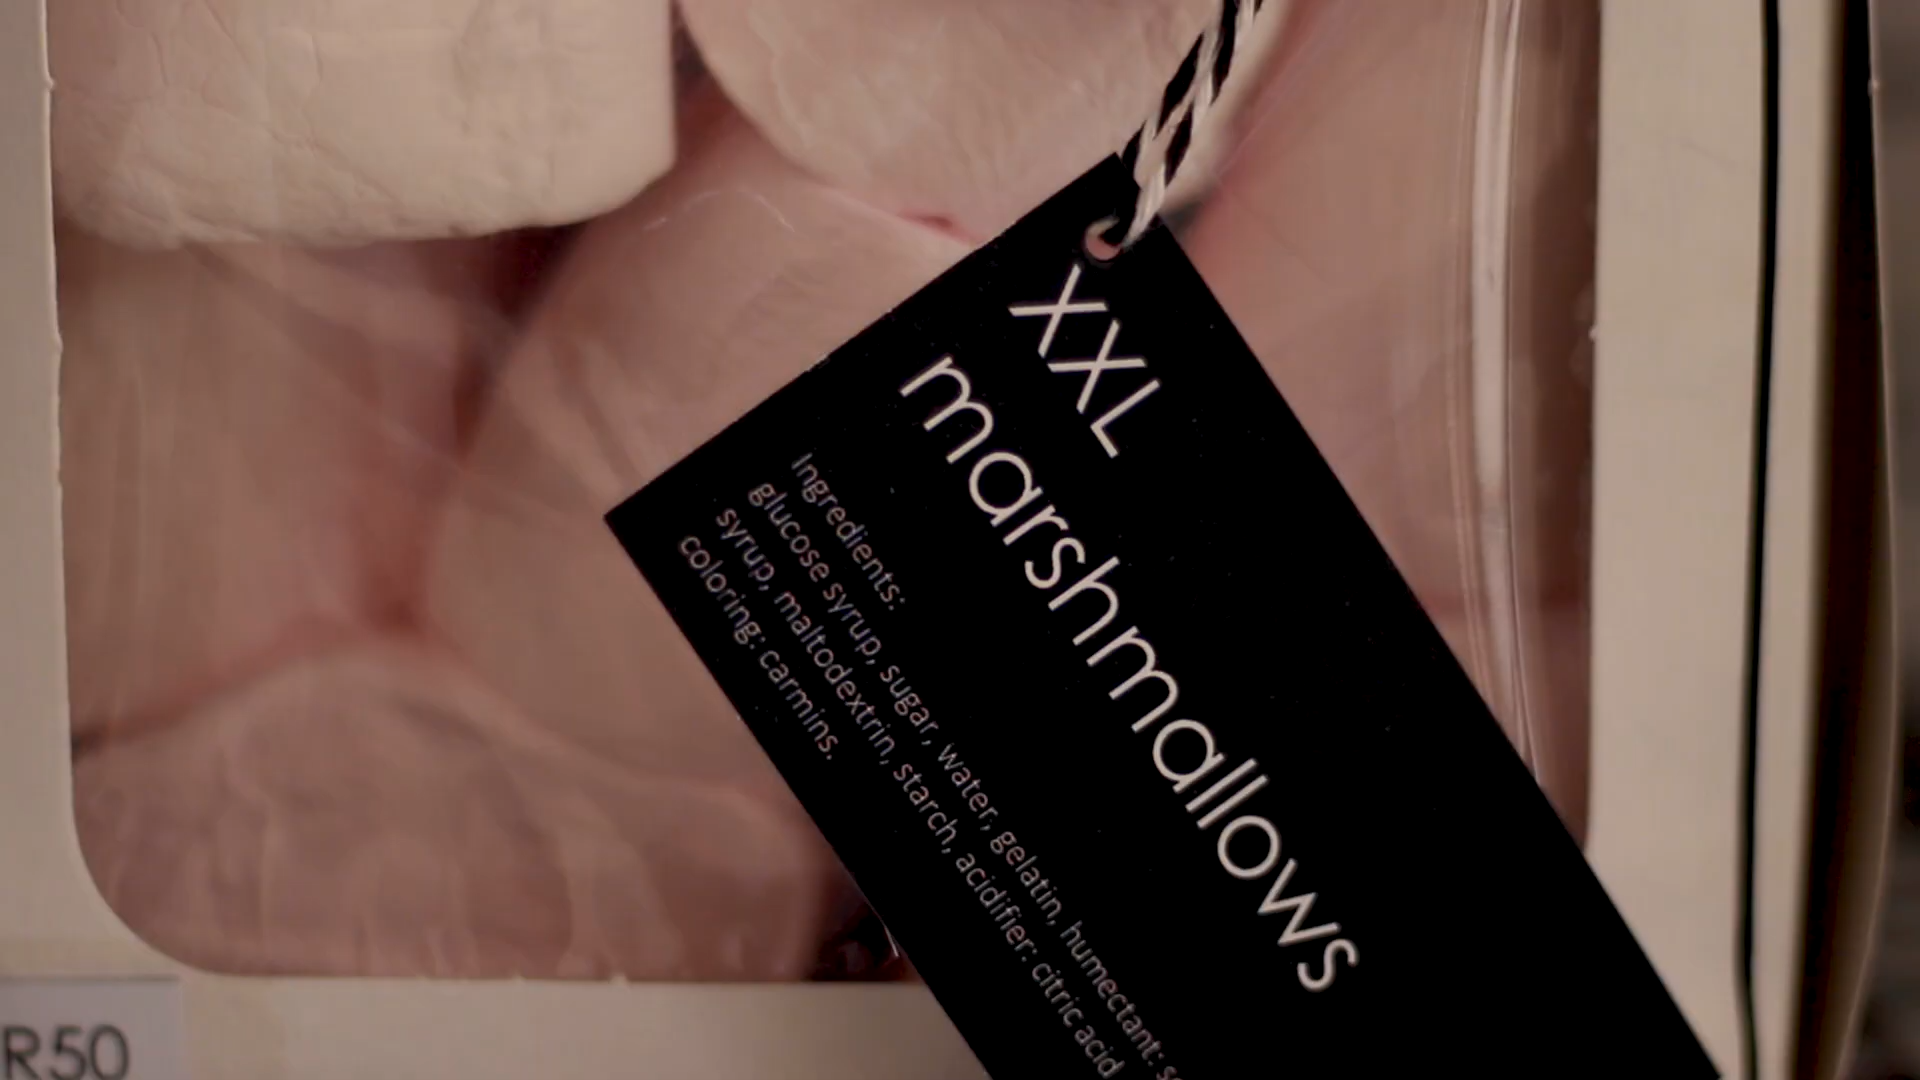 XXL
marshmallows
Ingredients:
glucose syrup, sugar, water, gelatin, humectant:
syrup, maltodextrin, starch, acidifier: citric acid
coloring: carmins.
R50